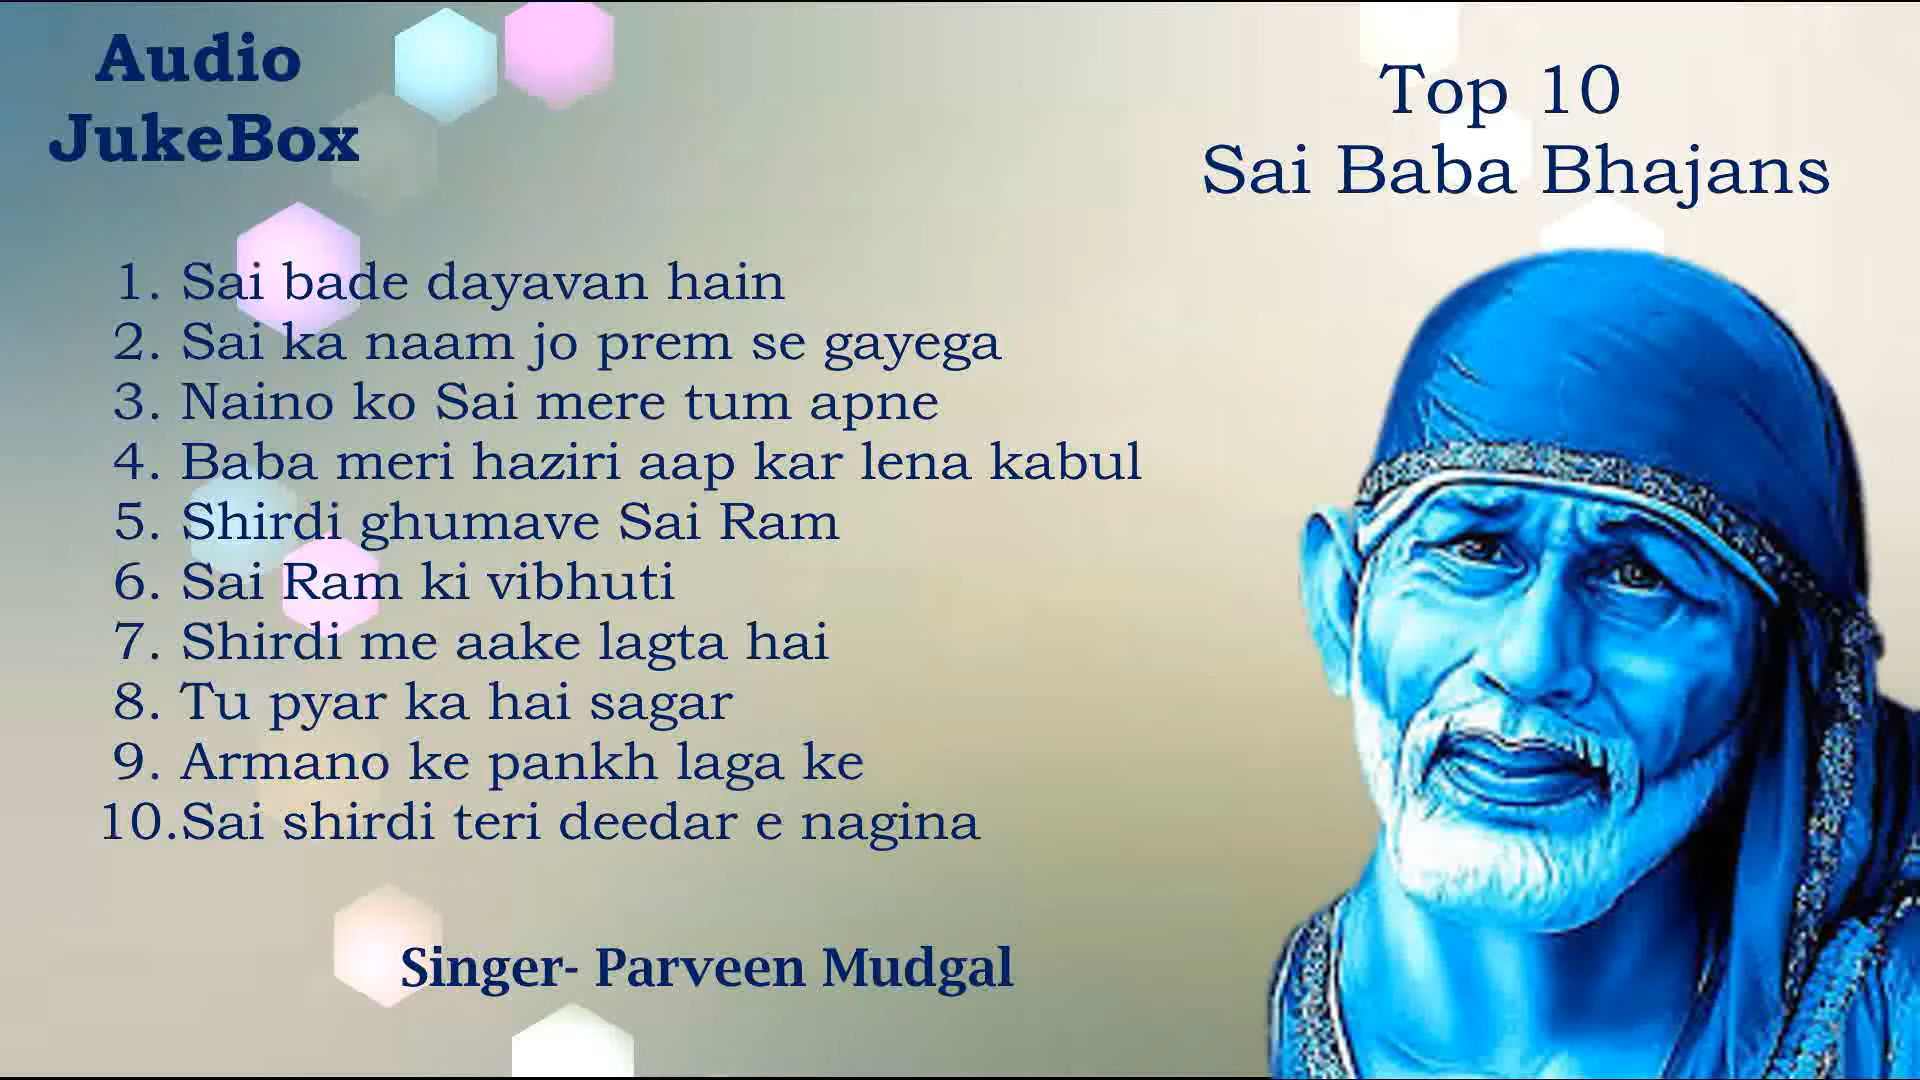 Audio
JukeBox
Top 10
Sai Baba Bhajans
1. Sai bade dayavan hain
2. Sai ka naam jo prem se gayega
3. Naino ko Sai mere tum apne
4. Baba meri haziri aap kar lena kabul
5. Shirdi ghumave Sai Ram
6. Sai Ram ki vibhuti
7. Shirdi me aake lagta hai
8. Tu pyar ka hai sagar
9. Armano ke pankh laga ke
10.Sai shirdi teri deedar e nagina
Singer- Parveen Mudgal